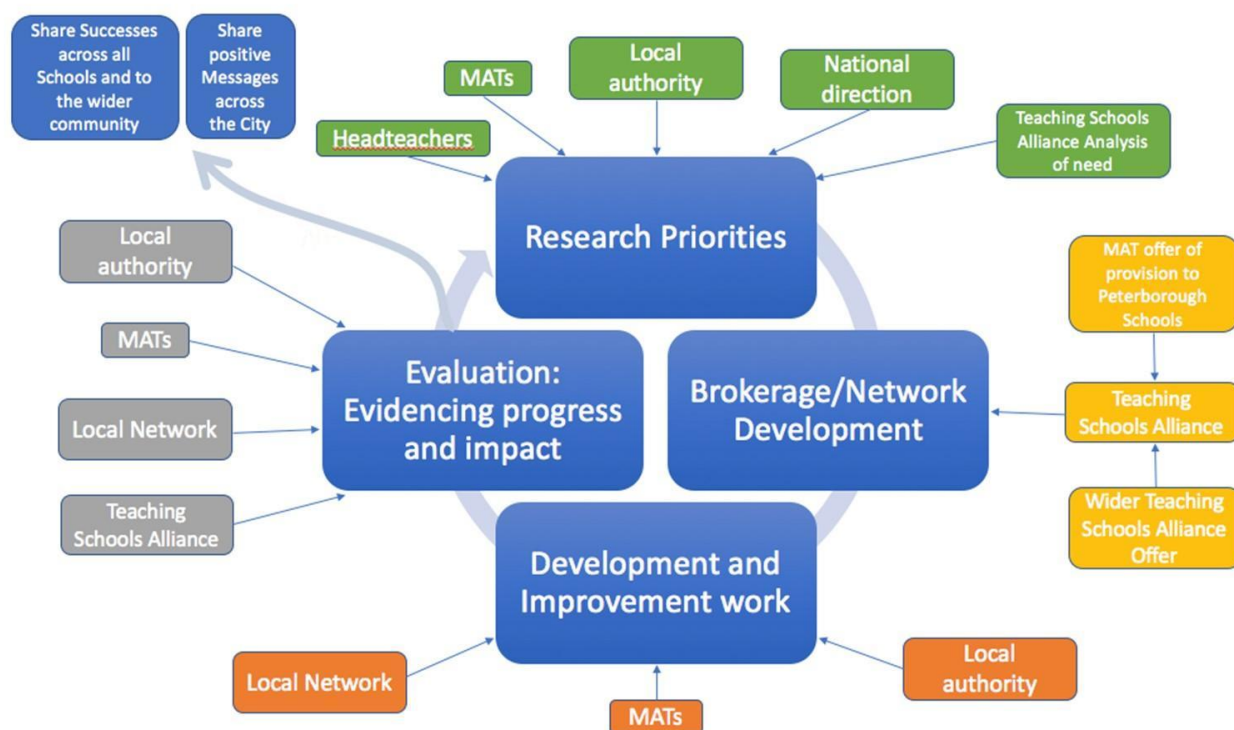 Share Successes
across all
Schools and to
the wider
community
Share
positive
Messages
across
the City
Headteachers
MATs
Local
authority
National
direction
Teaching Schools
Alliance Analysis
of need
Research Priorities
Local
authority
MATs
Local Network
Teaching
Schools Alliance
Evaluation:
Evidencing progress
and impact
Brokerage/Network
Development
MAT offer of
provision to
Peterborough
Schools
Teaching
Schools Alliance
Wider Teaching
Schools Alliance
Offer
Development and
Improvement work
Local Network
MATs
Local
authority